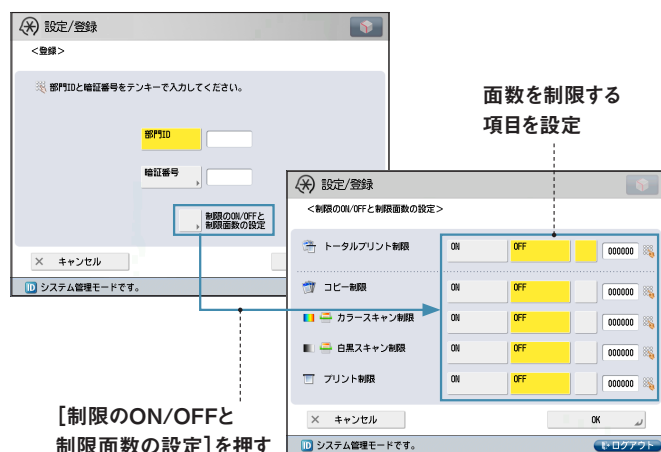 設定/登録
<登録>
部門IDと暗証番号をテンキーで入力してください。
部門ID
暗証番号
制限のON/OFFと
制限面数の設定
× キャンセル
ID システム管理モードです。
面数を制限する
項目を設定
設定/登録
<制限のON/OFFと制限面数の設定>
トータルプリント制限 ON OFF 000000
コピー制限 ON OFF 000000
カラースキャン制限 ON OFF 000000
白黒スキャン制限 ON OFF 000000
プリント制限 ON OFF 000000
× キャンセル OK
ID システム管理モードです。 ログアウト
[制限のON/OFFと
制限面数の設定]を押す